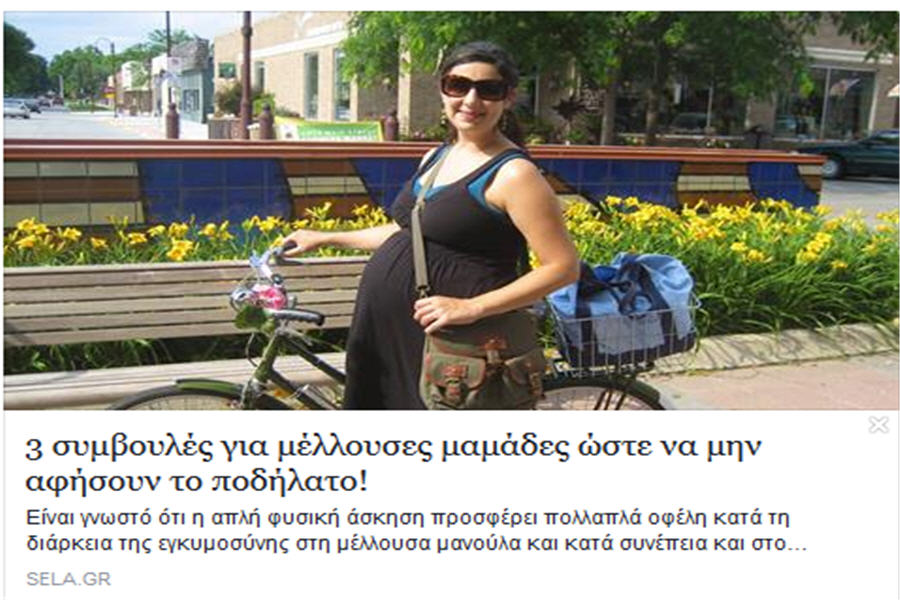 3 συμβουλές για μέλλουσες μαμάδες ώστε να μην
αφήσουν το ποδήλατο!
Είναι γνωστό ότι η απλή φυσική άσκηση προσφέρει πολλαπλά οφέλη κατά τη
διάρκεια της εγκυμοσύνης στη μέλλουσα μανούλα και κατά συνέπεια και στο...
SELA.GR